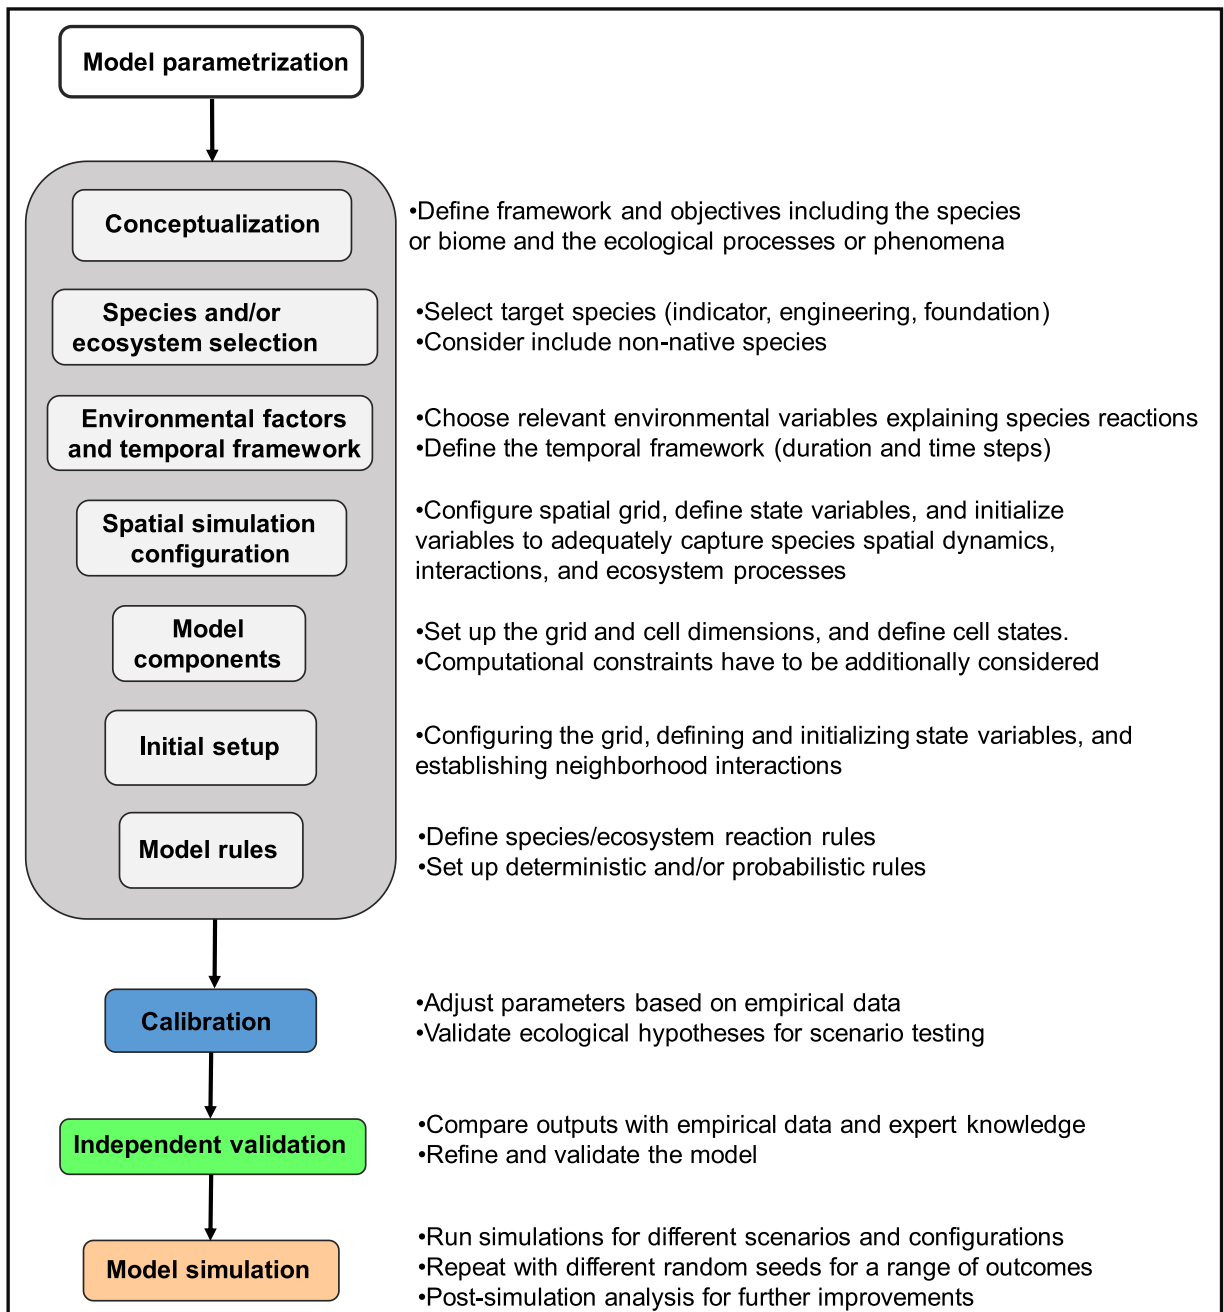 Model parametrization
Conceptualization
•Define framework and objectives including the species
or biome and the ecological processes or phenomena
Species and/or
ecosystem selection
•Select target species (indicator, engineering, foundation)
•Consider include non-native species
Environmental factors
and temporal framework
•Choose relevant environmental variables explaining species reactions
•Define the temporal framework (duration and time steps)
Spatial simulation
configuration
•Configure spatial grid, define state variables, and initialize
variables to adequately capture species spatial dynamics,
interactions, and ecosystem processes
Model
components
•Set up the grid and cell dimensions, and define cell states.
•Computational constraints have to be additionally considered
Initial setup
•Configuring the grid, defining and initializing state variables, and
establishing neighborhood interactions
Model rules
•Define species/ecosystem reaction rules
•Set up deterministic and/or probabilistic rules
Calibration
•Adjust parameters based on empirical data
•Validate ecological hypotheses for scenario testing
Independent validation
•Compare outputs with empirical data and expert knowledge
•Refine and validate the model
Model simulation
•Run simulations for different scenarios and configurations
•Repeat with different random seeds for a range of outcomes
•Post-simulation analysis for further improvements